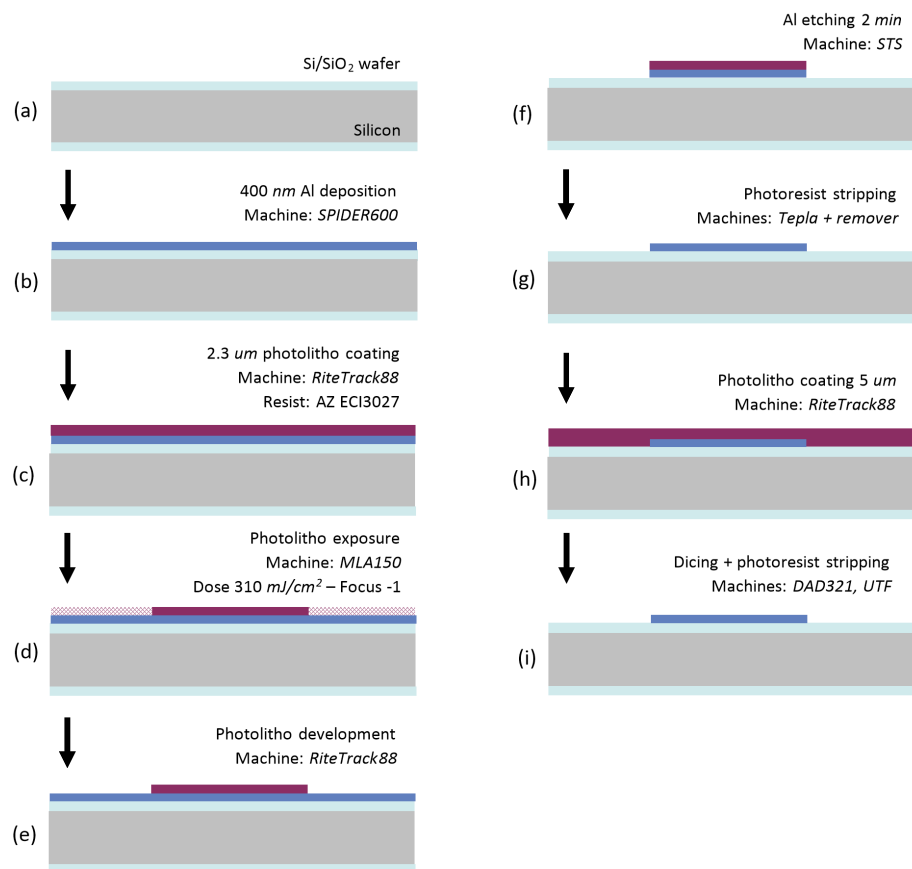 Si/SiO2 wafer
(a)
Silicon
400 nm Al deposition
Machine: SPIDER600
(b)
2.3 um photolitho coating
Machine: RiteTrack88
Resist: AZ ECI3027
(c)
Photolitho exposure
Machine: MLA150
Dose 310 mJ/cm² – Focus -1
(d)
Photolitho development
Machine: RiteTrack88
(e)
Al etching 2 min
Machine: STS
(f)
Photoresist stripping
Machines: Tepla + remover
(g)
Photolitho coating 5 um
Machine: RiteTrack88
(h)
Dicing + photoresist stripping
Machines: DAD321, UTF
(i)